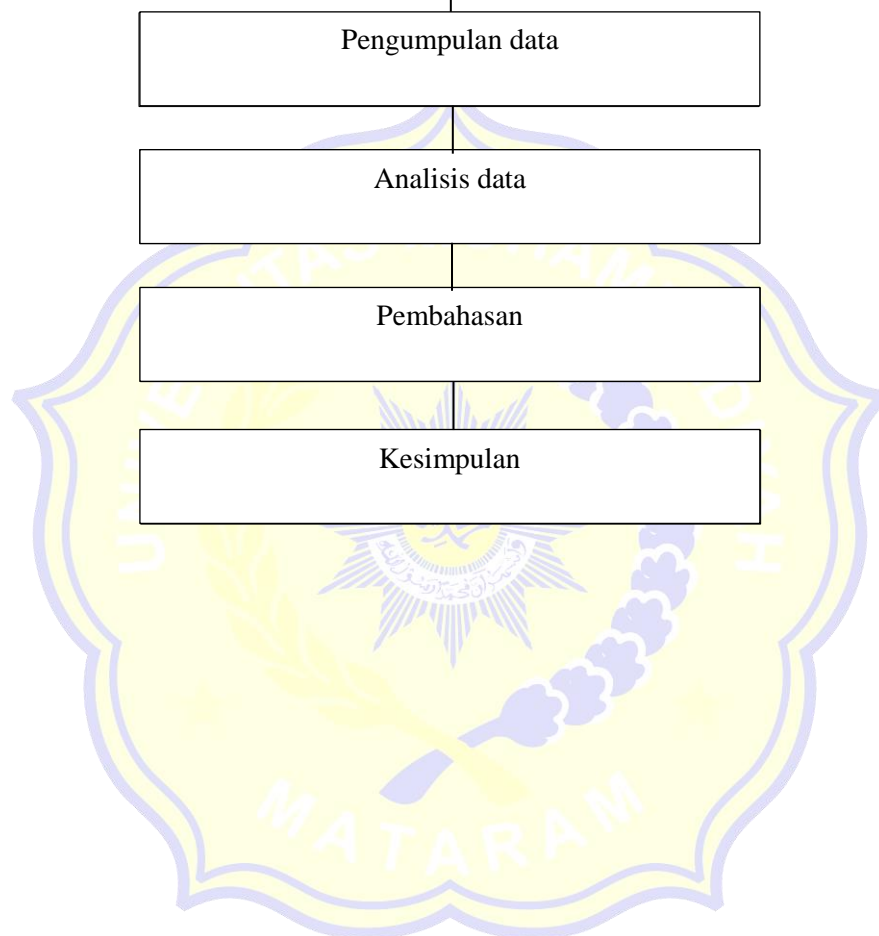 Pengumpulan data
Analisis data
Pembahasan
Kesimpulan
MATARAM